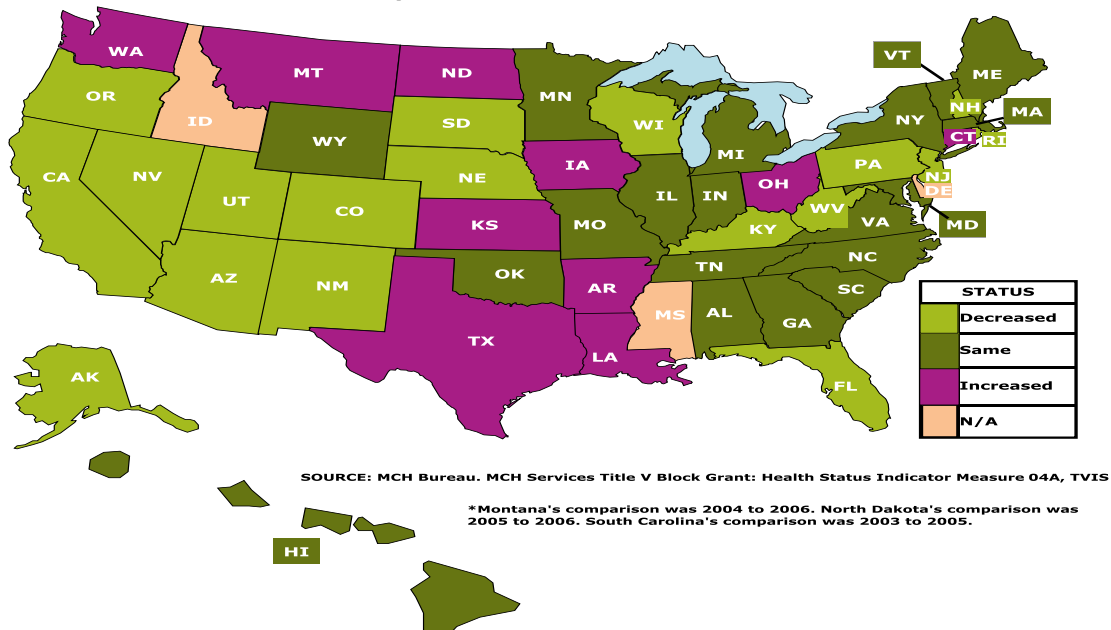 WA
MT
ND
MN
VT
ME
OR
ID
SD
WI
NH
MA
NY
WY
MI
CT
RI
IA
PA
CA
NV
NE
OH
NJ
DE
UT
CO
IL
IN
WV
KS
MO
KY
VA
MD
NC
AZ
NM
OK
TN
AR
SC
MS
AL
GA
TX
LA
AK
FL
HI
STATUS
Decreased
Same
Increased
N/A
SOURCE: MCH Bureau. MCH Services Title V Block Grant: Health Status Indicator Measure 04A, TVIS
*Montana's comparison was 2004 to 2006. North Dakota's comparison was
2005 to 2006. South Carolina's comparison was 2003 to 2005.